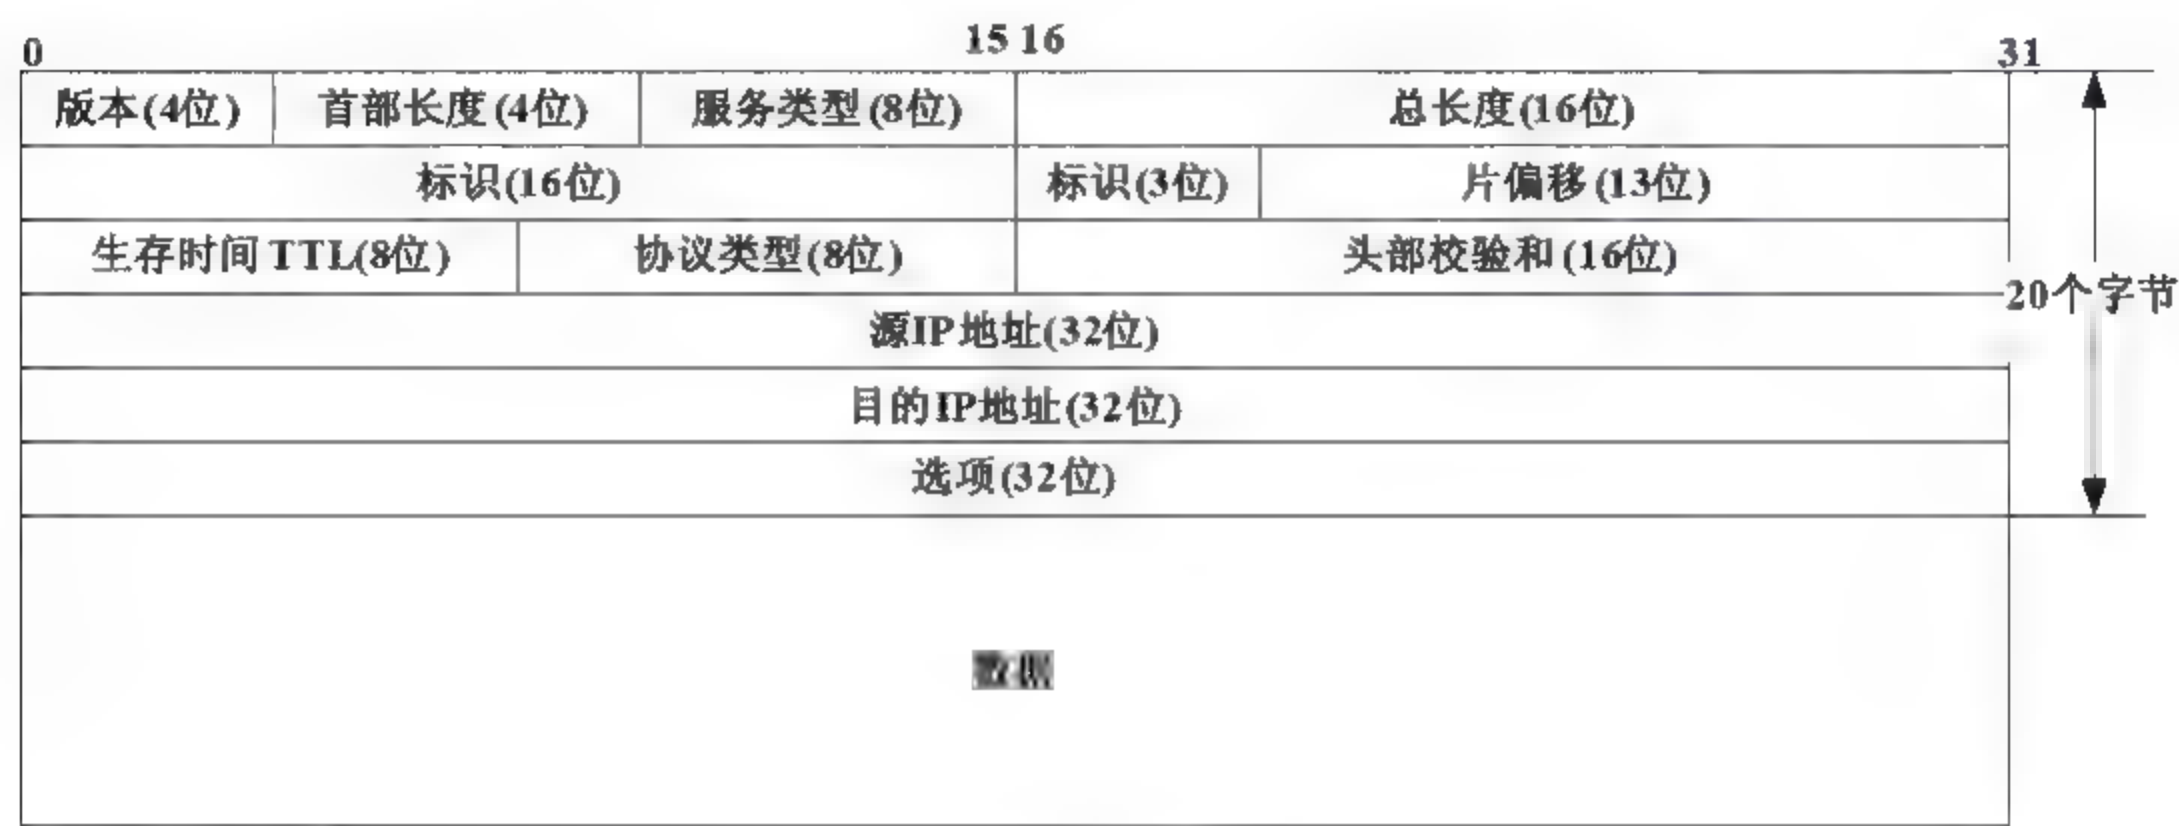 0 15 16 31
版本(4位) 首部长度(4位) 服务类型(8位) 总长度(16位)
标识(16位) 标识(3位) 片偏移(13位)
生存时间TTL(8位) 协议类型(8位) 头部校验和(16位)
20个字节
源IP地址(32位)
目的IP地址(32位)
选项(32位)
数据